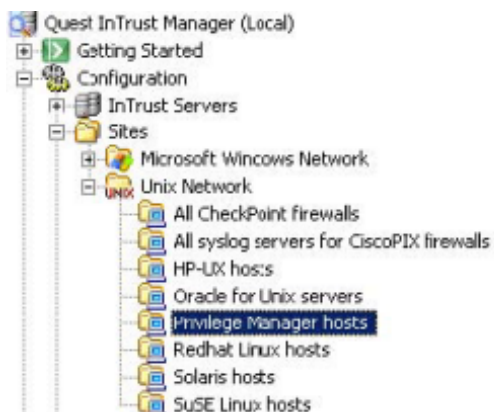 Quest InTrust Manager (Local)
Getting Started
Configuration
InTrust Servers
Sites
Microsoft Windows Network
UNIX Unix Network
All CheckPoint firewalls
All syslog servers for CiscoPIX firewalls
HP-UX hosts
Oracle for Unix servers
Privilege Manager hosts
Redhat Linux hosts
Solaris hosts
SuSE Linux hosts